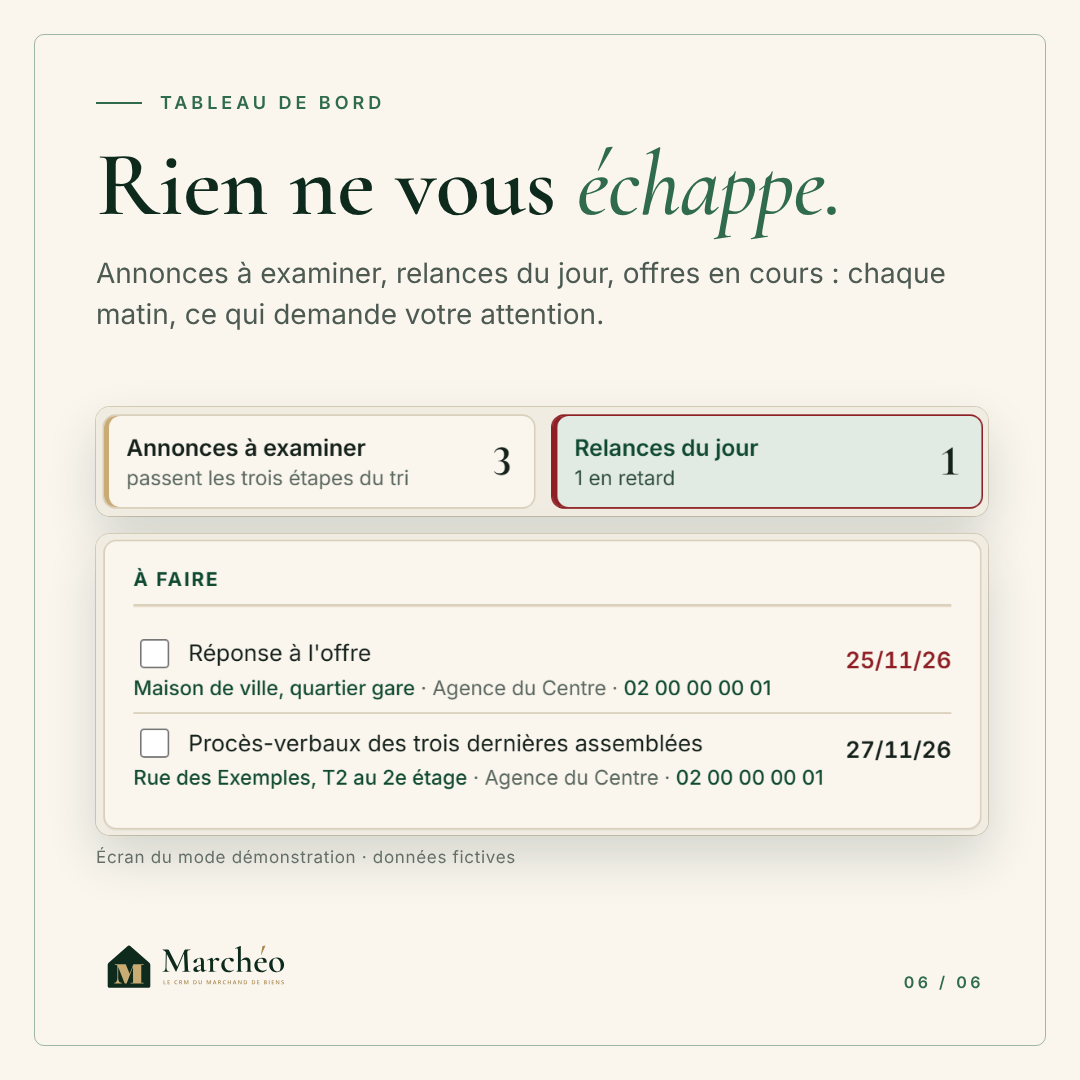 TABLEAU DE BORD
Rien ne vous échappe.
Annonces à examiner, relances du jour, offres en cours : chaque
matin, ce qui demande votre attention.
Annonces à examiner
passent les trois étapes du tri
3
Relances du jour
1 en retard
1
À FAIRE
Réponse à l'offre
25/11/26
Maison de ville, quartier gare · Agence du Centre · 02 00 00 00 01
Procès-verbaux des trois dernières assemblées
27/11/26
Rue des Exemples, T2 au 2e étage · Agence du Centre · 02 00 00 00 01
Écran du mode démonstration · données fictives
M
Marchéo
LE CRM DU MARCHAND DE BIENS
06 / 06